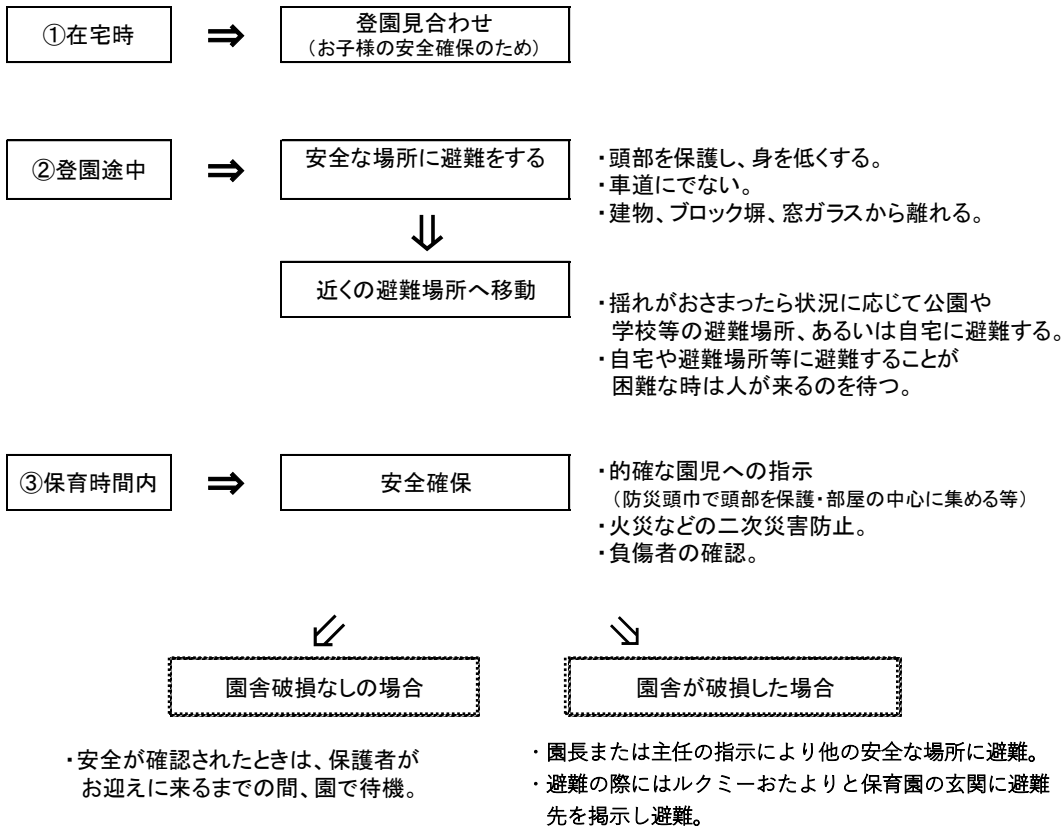 ①在宅時
⇒
登園見合わせ
（お子様の安全確保のため）
②登園途中
⇒
安全な場所に避難をする
・頭部を保護し、身を低くする。
・車道にでない。
・建物、ブロック塀、窓ガラスから離れる。
⇓
近くの避難場所へ移動
・揺れがおさまったら状況に応じて公園や
学校等の避難場所、あるいは自宅に避難する。
・自宅や避難場所等に避難することが
困難な時は人が来るのを待つ。
③保育時間内
⇒
安全確保
・的確な園児への指示
（防災頭巾で頭部を保護・部屋の中心に集める等）
・火災などの二次災害防止。
・負傷者の確認。
⇙ ⇘
園舎破損なしの場合
・安全が確認されたときは、保護者が
お迎えに来るまでの間、園で待機。
園舎が破損した場合
・園長または主任の指示により他の安全な場所に避難。
・避難の際にはルクミーおたよりと保育園の玄関に避難
先を掲示し避難。